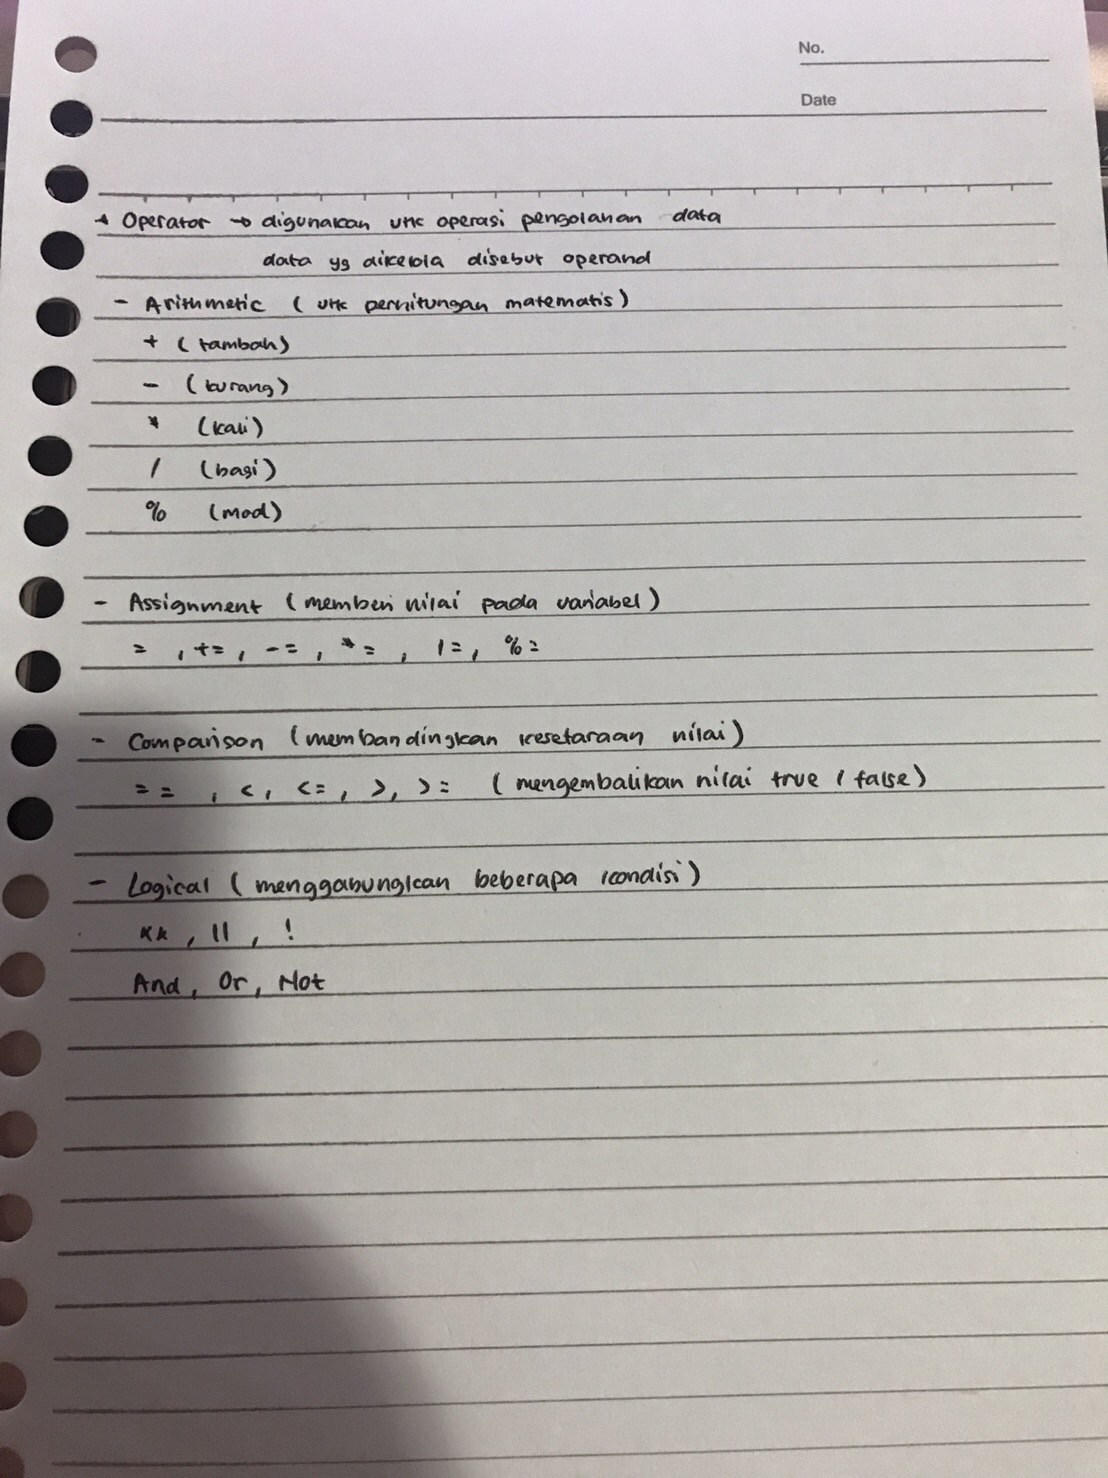 No.
Date
* Operator → digunakan utk operasi pengolahan data
data yg dikelola disebut operand
- Arithmetic ( utk perhitungan matematis )
+ ( tambah )
- ( kurang )
* ( kali )
/ ( bagi )
% ( mod )
- Assignment ( memberi nilai pada variabel )
= , += , -= , *= , /= , %=
- Comparison ( membandingkan kesetaraan nilai )
== , < , <= , > , >= ( mengembalikan nilai true / false )
- Logical ( menggabungkan beberapa kondisi )
&& , || , !
And , Or , Not